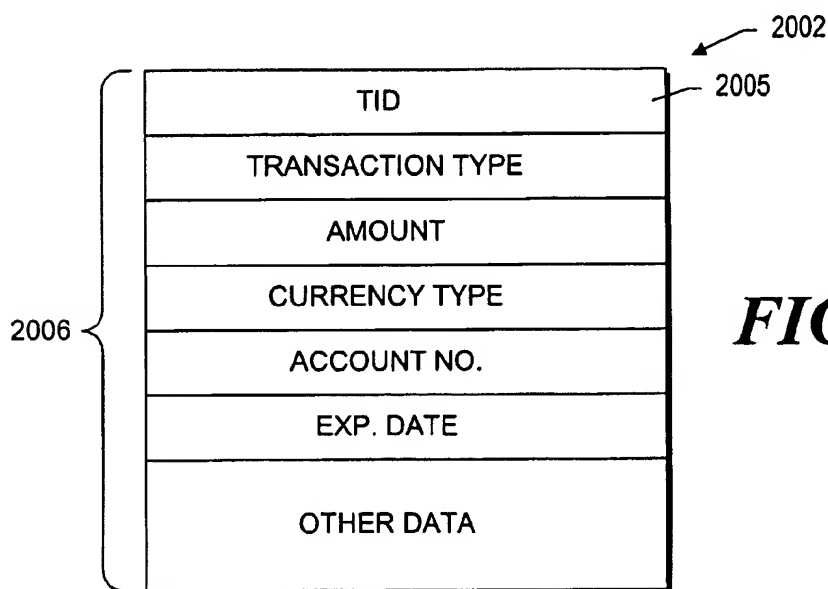 2002
2005
TID
TRANSACTION TYPE
AMOUNT
CURRENCY TYPE
2006
ACCOUNT NO.
EXP. DATE
OTHER DATA